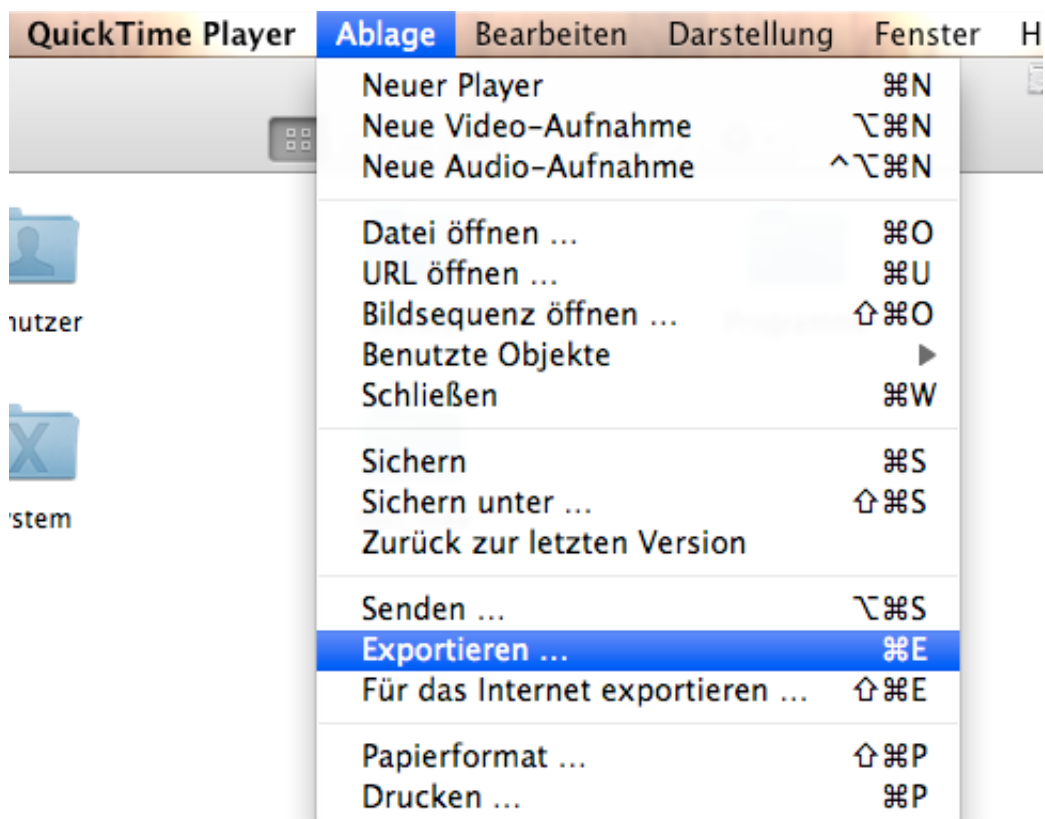 QuickTime Player Ablage Bearbeiten Darstellung Fenster H
Neuer Player ⌘N
Neue Video-Aufnahme ⌥⌘N
Neue Audio-Aufnahme ^⌥⌘N
Datei öffnen ... ⌘O
URL öffnen ... ⌘U
Bildsequenz öffnen ... ⇧⌘O
Benutzte Objekte ▶
Schließen ⌘W
Sichern ⌘S
Sichern unter ... ⇧⌘S
Zurück zur letzten Version
Senden ... ⌥⌘S
Exportieren ... ⌘E
Für das Internet exportieren ... ⇧⌘E
Papierformat ... ⇧⌘P
Drucken ... ⌘P
nutzer
stem